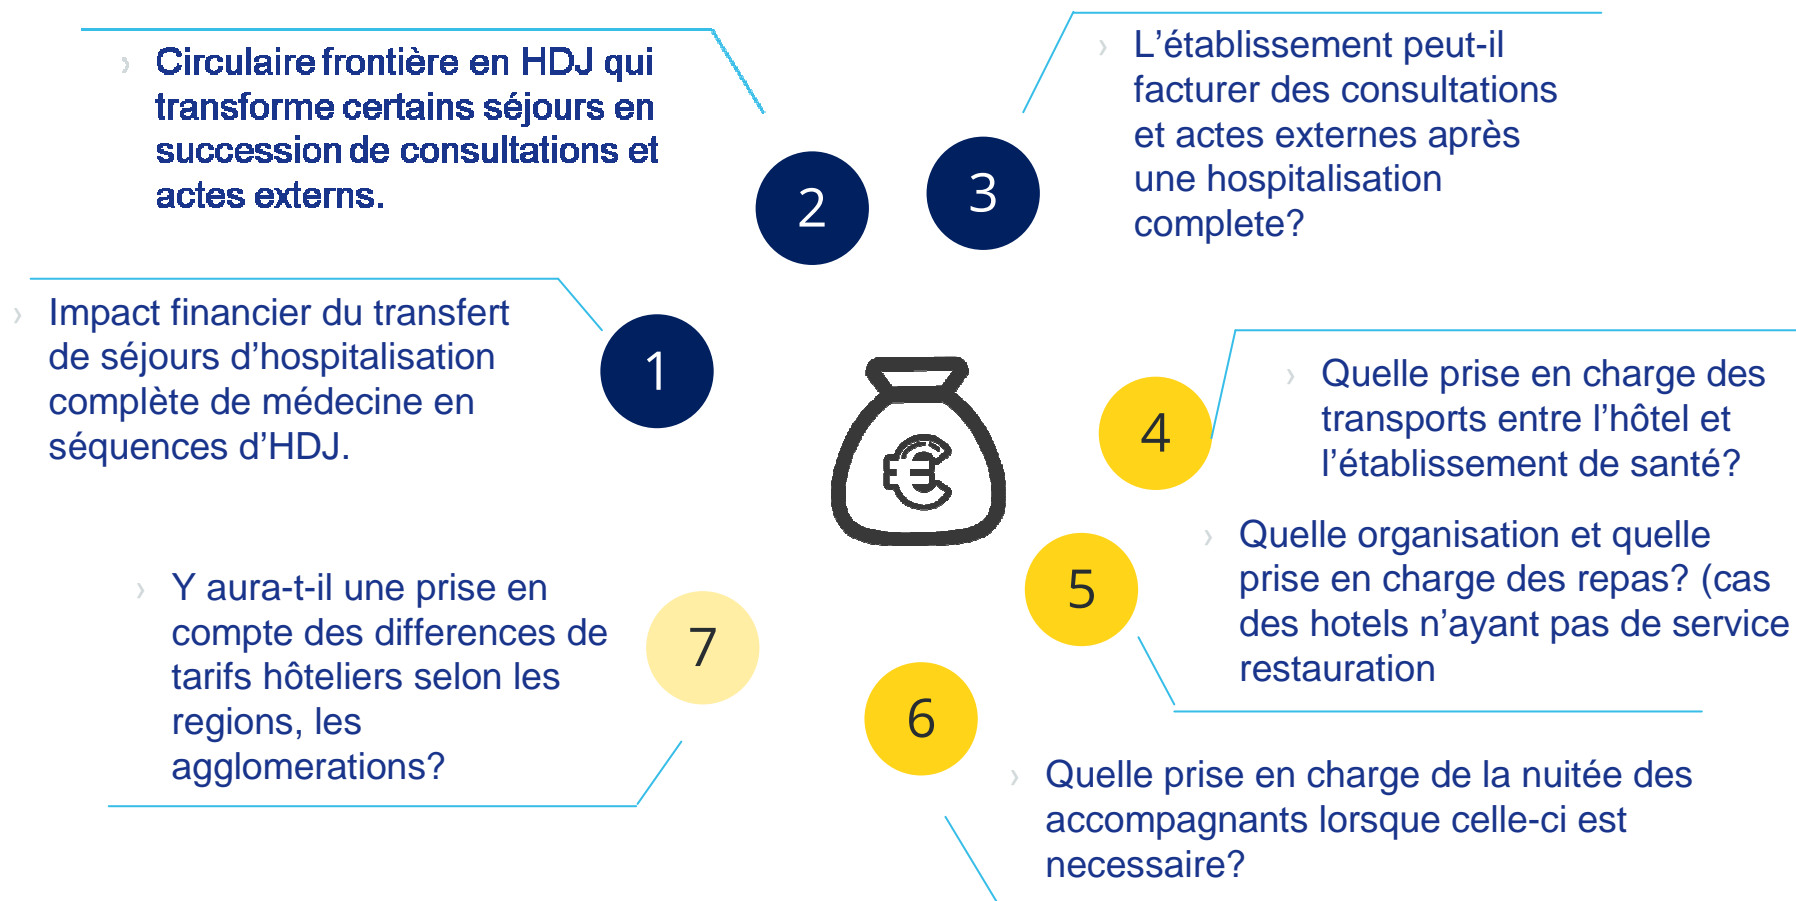 Circulaire frontière en HDJ qui
transforme certains séjours en
succession de consultations et
actes externs.
2
3
L'établissement peut-il
facturer des consultations
et actes externes après
une hospitalisation
complete?
Impact financier du transfert
de séjours d'hospitalisation
complète de médecine en
séquences d'HDJ.
1
4
Quelle prise en charge des
transports entre l'hôtel et
l'établissement de santé?
€
5
Quelle organisation et quelle
prise en charge des repas? (cas
des hotels n'ayant pas de service
restauration
Y aura-t-il une prise en
compte des differences de
tarifs hôteliers selon les
regions, les
agglomerations?
7
6
Quelle prise en charge de la nuitée des
accompagnants lorsque celle-ci est
necessaire?